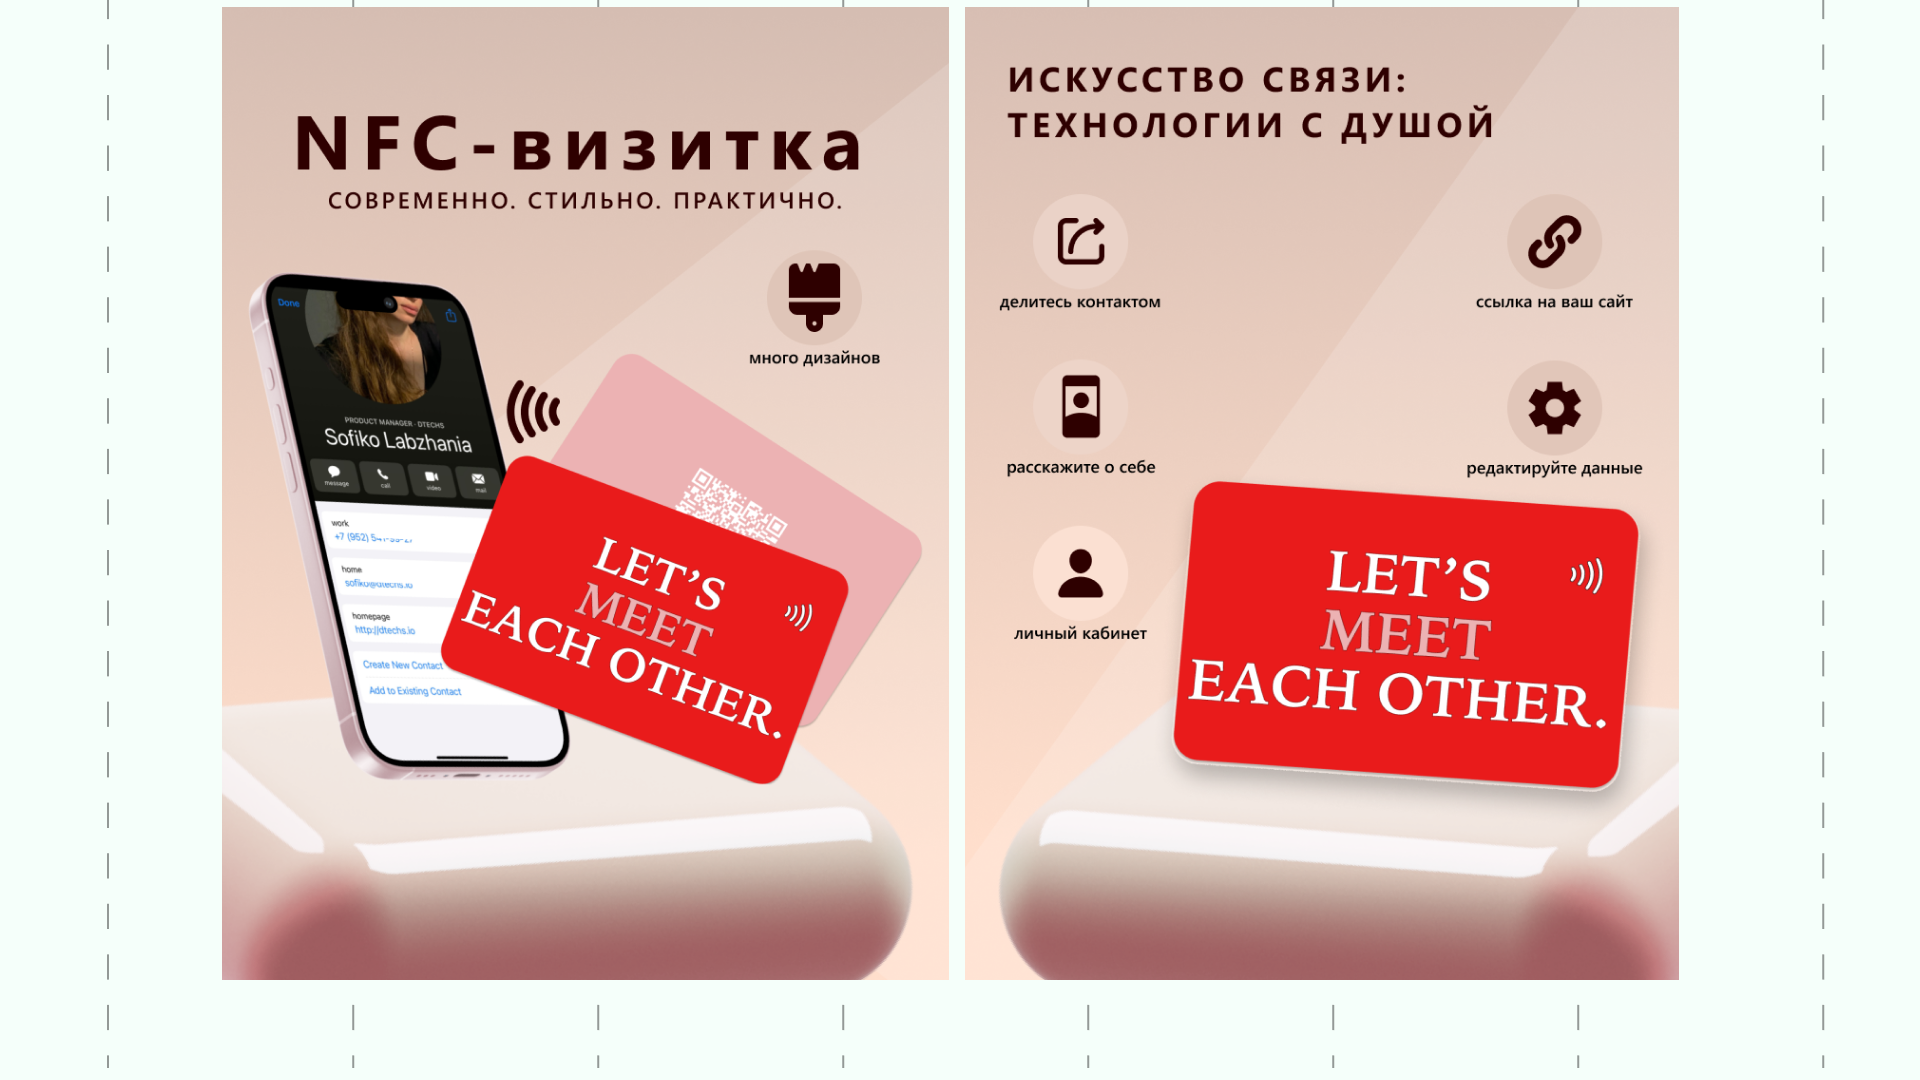 NFC-визитка
СОВРЕМЕННО. СТИЛЬНО. ПРАКТИЧНО.
много дизайнов
Done
PRODUCT MANAGER · DTECHS
Sofiko Labzhania
message call video mail
work
+7 (952)
home
homepage
http://dtechs.io
Create New Contact
Add to Existing Contact
LET’S
MEET
EACH OTHER.
ИСКУССТВО СВЯЗИ:
ТЕХНОЛОГИИ С ДУШОЙ
делитесь контактом
ссылка на ваш сайт
расскажите о себе
редактируйте данные
личный кабинет
LET’S
MEET
EACH OTHER.